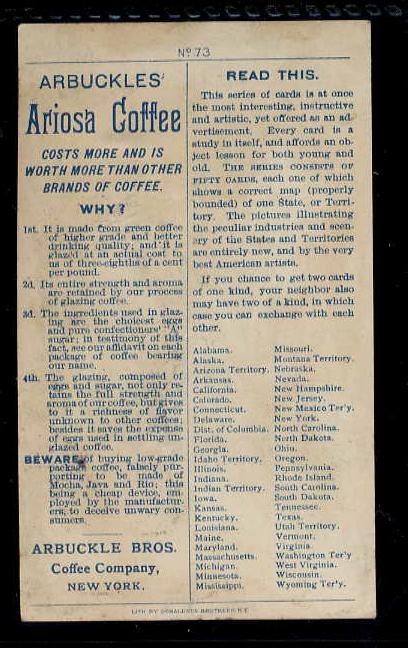 No 73
ARBUCKLES'
Ariosa Coffee
COSTS MORE AND IS
WORTH MORE THAN OTHER
BRANDS OF COFFEE.
WHY?
1st. It is made from green coffee
of higher grade and better
drinking quality; and it is
glazed at an actual cost to
us of three-eighths of a cent
per pound.
2d. Its entire strength and aroma
are retained by our process
of glazing coffee.
3d. The ingredients used in glaz-
ing are the choicest eggs
and pure confectioners' "A"
sugar; in testimony of this
fact, see our affidavit on each
package of coffee bearing
our name.
4th. The glazing, composed of
eggs and sugar, not only re-
tains the full strength and
aroma of our coffee, but gives
to it a richness of flavor
unknown to other coffees;
besides it saves the expense
of eggs used in settling un-
glazed coffee.
BEWARE of buying low-grade
package coffee, falsely pur-
porting to be made of
Mocha, Java and Rio; this
being a cheap device, em-
ployed by the manufactur-
ers, to deceive unwary con-
sumers.
ARBUCKLE BROS.
Coffee Company,
NEW YORK.
READ THIS.
This series of cards is at once
the most interesting, instructive
and artistic, yet offered as an ad-
vertisement. Every card is a
study in itself, and affords an ob-
ject lesson for both young and
old. THE SERIES CONSISTS OF
FIFTY CARDS, each one of which
shows a correct map (properly
bounded) of one State, or Terri-
tory. The pictures illustrating
the peculiar industries and scen-
ery of the States and Territories
are entirely new, and by the very
best American artists.
If you chance to get two cards
of one kind, your neighbor also
may have two of a kind, in which
case you can exchange with each
other.
Alabama.
Alaska.
Arizona Territory.
Arkansas.
California.
Colorado.
Connecticut.
Delaware.
Dist. of Columbia.
Florida.
Georgia.
Idaho Territory.
Illinois.
Indiana.
Indian Territory.
Iowa.
Kansas.
Kentucky.
Louisiana.
Maine.
Maryland.
Massachusetts.
Michigan.
Minnesota.
Mississippi.
Missouri.
Montana Territory.
Nebraska.
Nevada.
New Hampshire.
New Jersey.
New Mexico Ter'y.
New York.
North Carolina.
North Dakota.
Ohio.
Oregon.
Pennsylvania.
Rhode Island.
South Carolina.
South Dakota.
Tennessee.
Texas.
Utah Territory.
Vermont.
Virginia.
Washington Ter'y
West Virginia.
Wisconsin.
Wyoming Ter'y.
LITH BY DONALDSON BROTHERS N.Y.